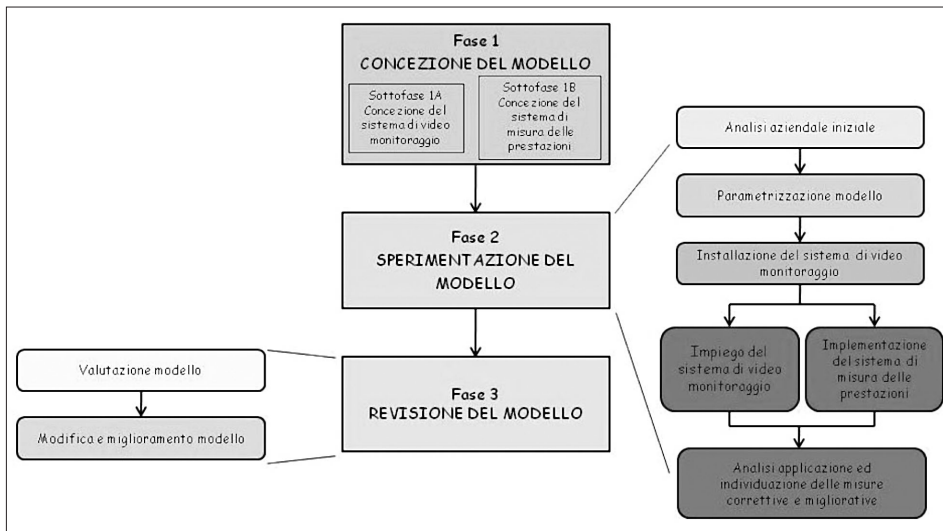 Fase 1
CONCEZIONE DEL MODELLO
Sottofase 1A
Concezione del
sistema di video
monitoraggio
Sottofase 1B
Concezione del
sistema di
misura delle
prestazioni
Fase 2
SPERIMENTAZIONE DEL
MODELLO
Analisi aziendale iniziale
Parametrizzazione modello
Installazione del sistema di video
monitoraggio
Impiego del
sistema di video
monitoraggio
Implementazione
del sistema di
misura delle
prestazioni
Analisi applicazione ed
individuazione delle misure
correttive e migliorative
Fase 3
REVISIONE DEL MODELLO
Valutazione modello
Modifica e miglioramento modello